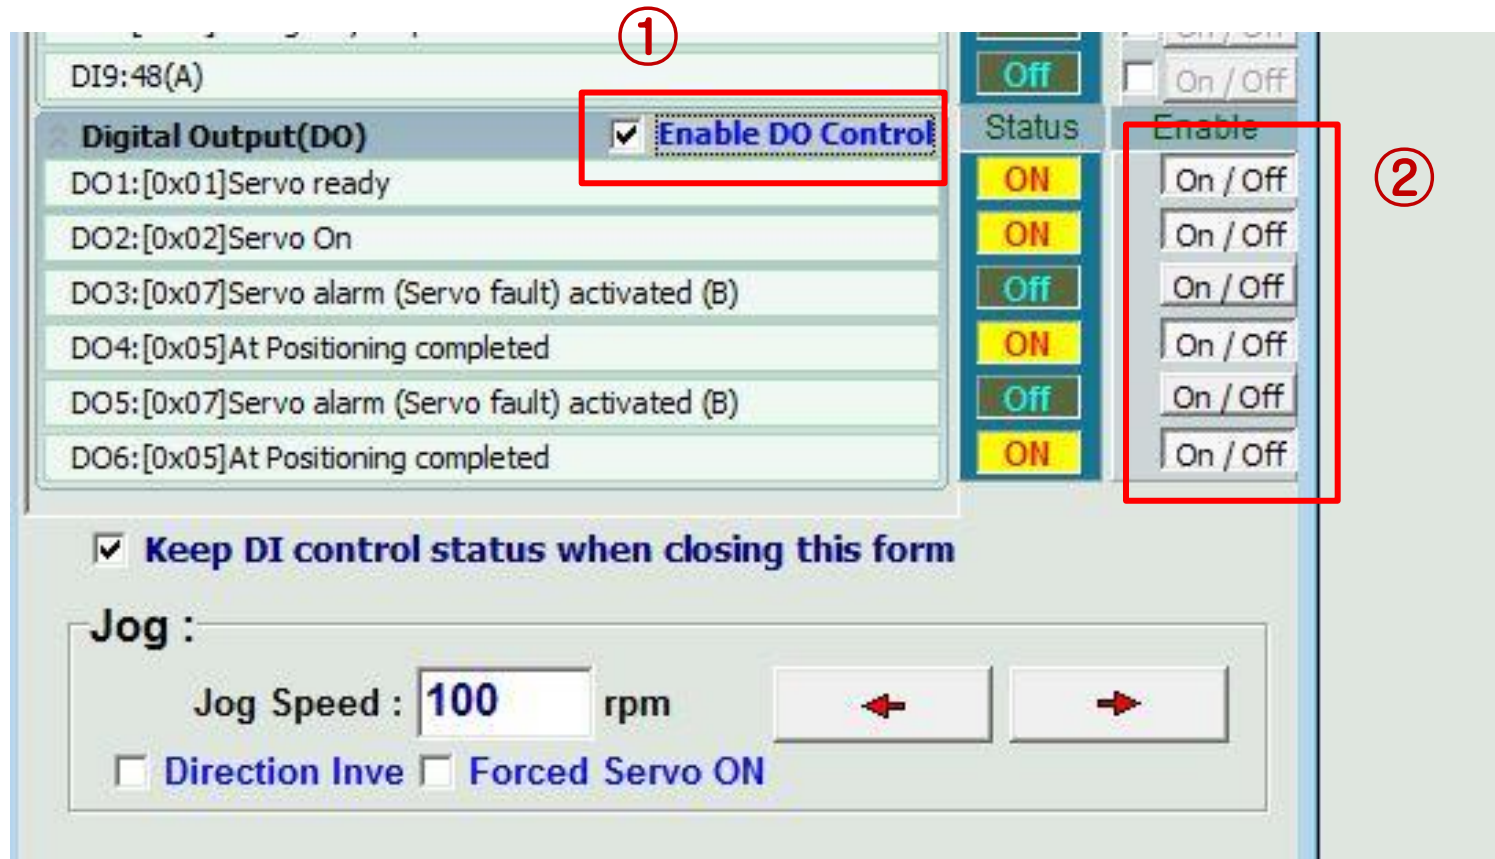 ①
DI9:48(A) Off On / Off
Digital Output(DO) Enable DO Control Status Enable
DO1:[0x01]Servo ready ON On / Off
②
DO2:[0x02]Servo On ON On / Off
DO3:[0x07]Servo alarm (Servo fault) activated (B) Off On / Off
DO4:[0x05]At Positioning completed ON On / Off
DO5:[0x07]Servo alarm (Servo fault) activated (B) Off On / Off
DO6:[0x05]At Positioning completed ON On / Off
Keep DI control status when closing this form
Jog :
Jog Speed : 100 rpm
Direction Inve Forced Servo ON